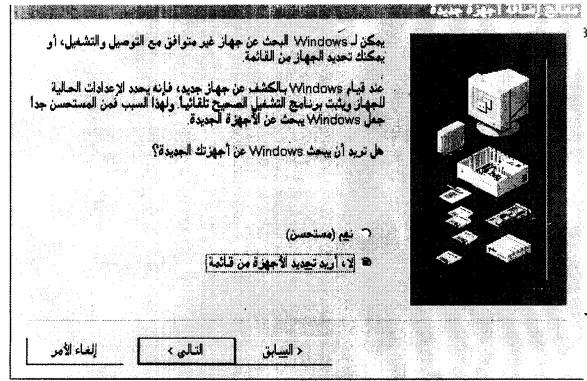 معالج إضافة أجهزة جديدة
يمكن لـ Windows البحث عن جهاز غير متوافق مع التوصيل والتشغيل، أو
يمكنك تحديد الجهاز من القائمة.
عند قيام Windows بالكشف عن جهاز جديد، فإنه يحدد الإعدادات الحالية
للجهاز ويثبت برنامج التشغيل الصحيح تلقائياً. ولهذا السبب فمن المستحسن جداً
جعل Windows يبحث عن الأجهزة الجديدة.
هل تريد أن يبحث Windows عن أجهزتك الجديدة؟
نعم (مستحسن)
لا، أريد تحديد الأجهزة من قائمة
< السابق
التالي >
إلغاء الأمر